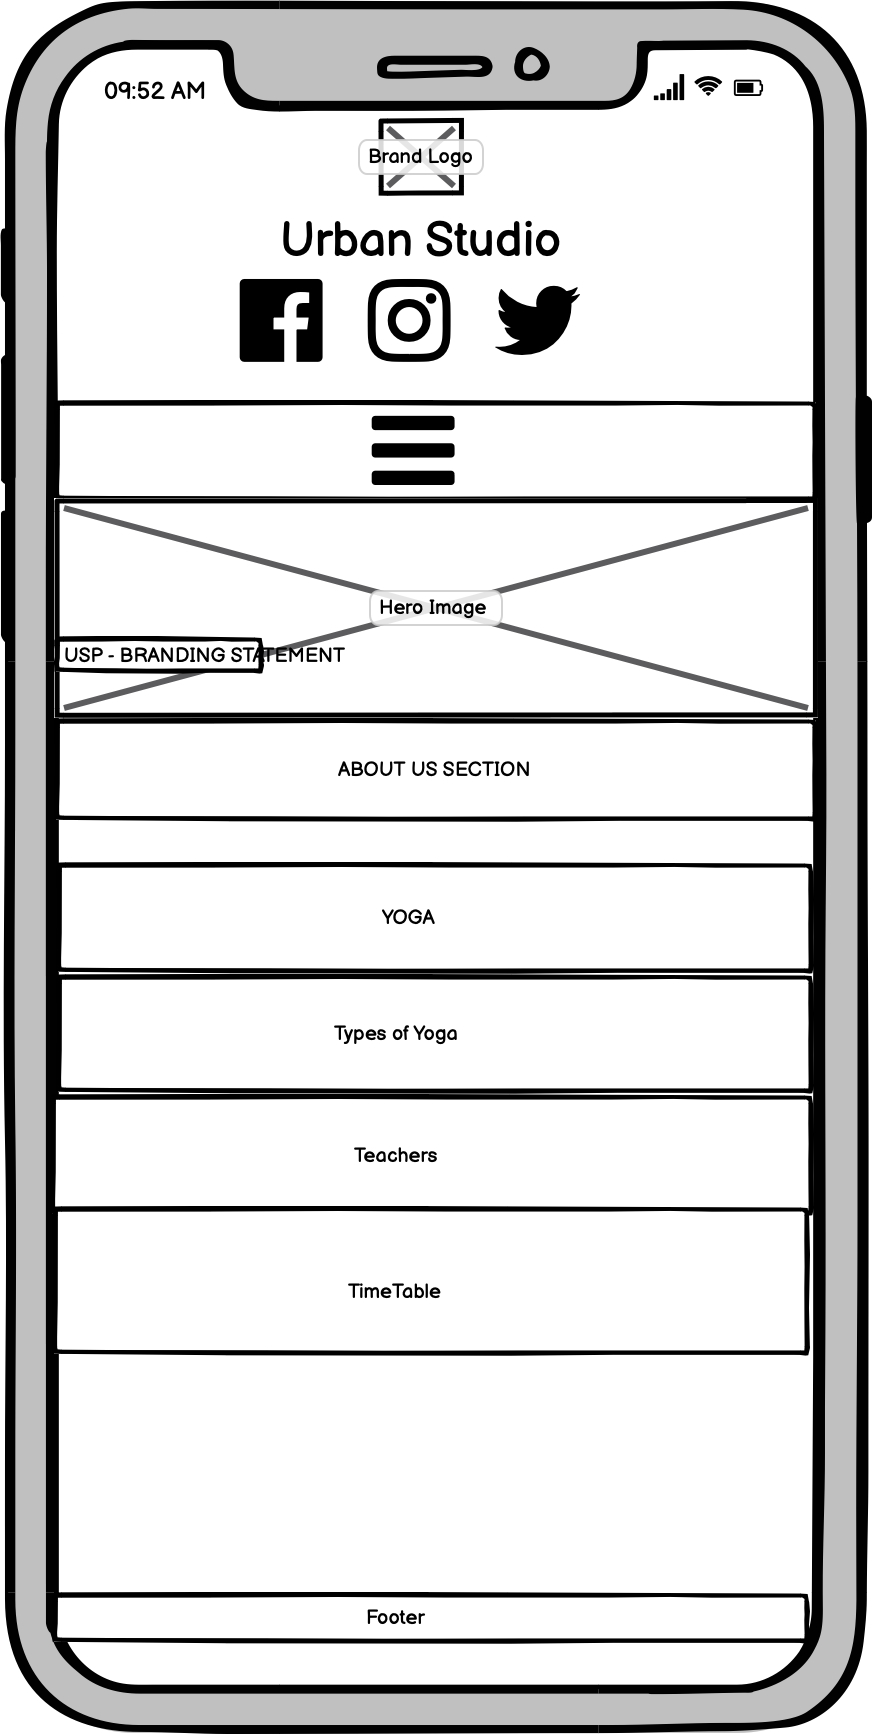 09:52 AM
Brand Logo
Urban Studio
Hero Image
USP - BRANDING STATEMENT
ABOUT US SECTION
YOGA
Types of Yoga
Teachers
TimeTable
Footer